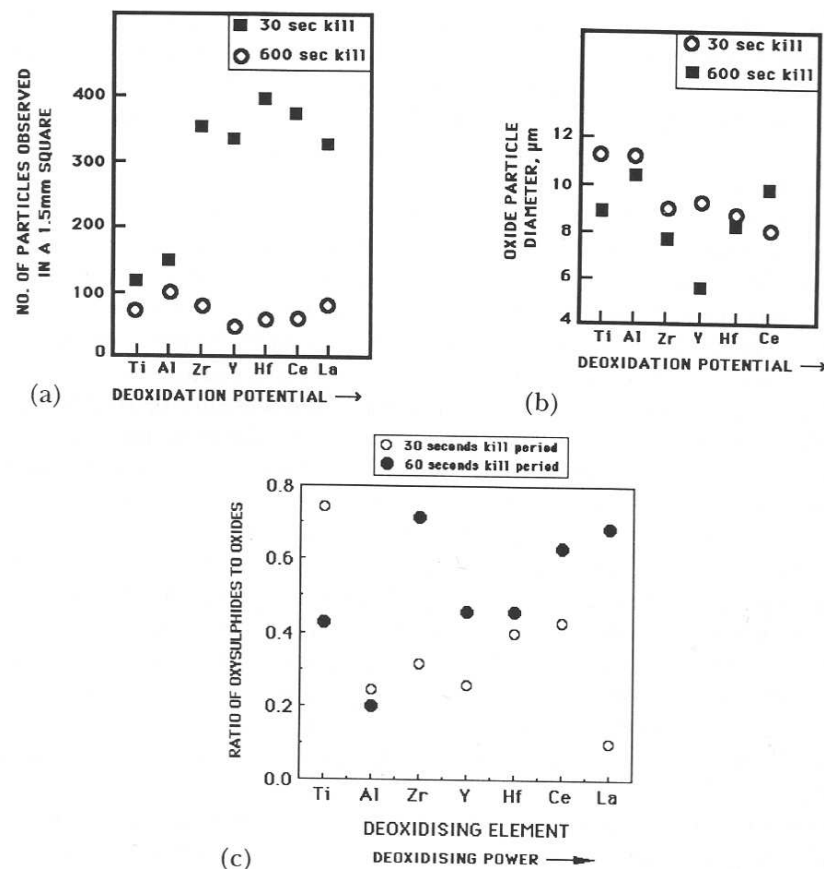 30 sec kill
600 sec kill
NO. OF PARTICLES OBSERVED
IN A 1.5mm SQUARE
400
300
200
100
0
Ti Al Zr Y Hf Ce La
DEOXIDATION POTENTIAL →
(a)
30 sec kill
600 sec kill
OXIDE PARTICLE
DIAMETER, µm
12
10
8
6
4
Ti Al Zr Y Hf Ce
DEOXIDATION POTENTIAL →
(b)
30 seconds kill period
60 seconds kill period
RATIO OF OXYSULPHIDES TO OXIDES
0.8
0.6
0.4
0.2
0.0
Ti Al Zr Y Hf Ce La
DEOXIDISING ELEMENT
DEOXIDISING POWER →
(c)